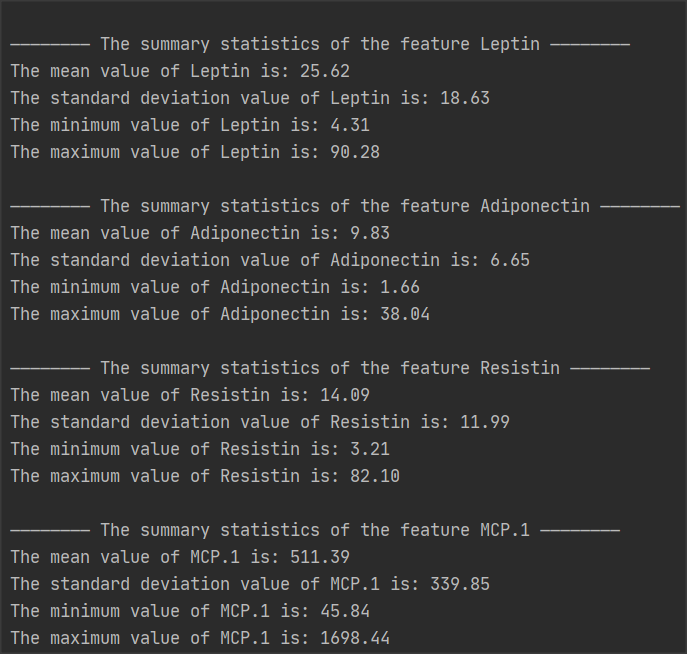 ———————— The summary statistics of the feature Leptin ————————
The mean value of Leptin is: 25.62
The standard deviation value of Leptin is: 18.63
The minimum value of Leptin is: 4.31
The maximum value of Leptin is: 90.28
———————— The summary statistics of the feature Adiponectin ————————
The mean value of Adiponectin is: 9.83
The standard deviation value of Adiponectin is: 6.65
The minimum value of Adiponectin is: 1.66
The maximum value of Adiponectin is: 38.04
———————— The summary statistics of the feature Resistin ————————
The mean value of Resistin is: 14.09
The standard deviation value of Resistin is: 11.99
The minimum value of Resistin is: 3.21
The maximum value of Resistin is: 82.10
———————— The summary statistics of the feature MCP.1 ————————
The mean value of MCP.1 is: 511.39
The standard deviation value of MCP.1 is: 339.85
The minimum value of MCP.1 is: 45.84
The maximum value of MCP.1 is: 1698.44